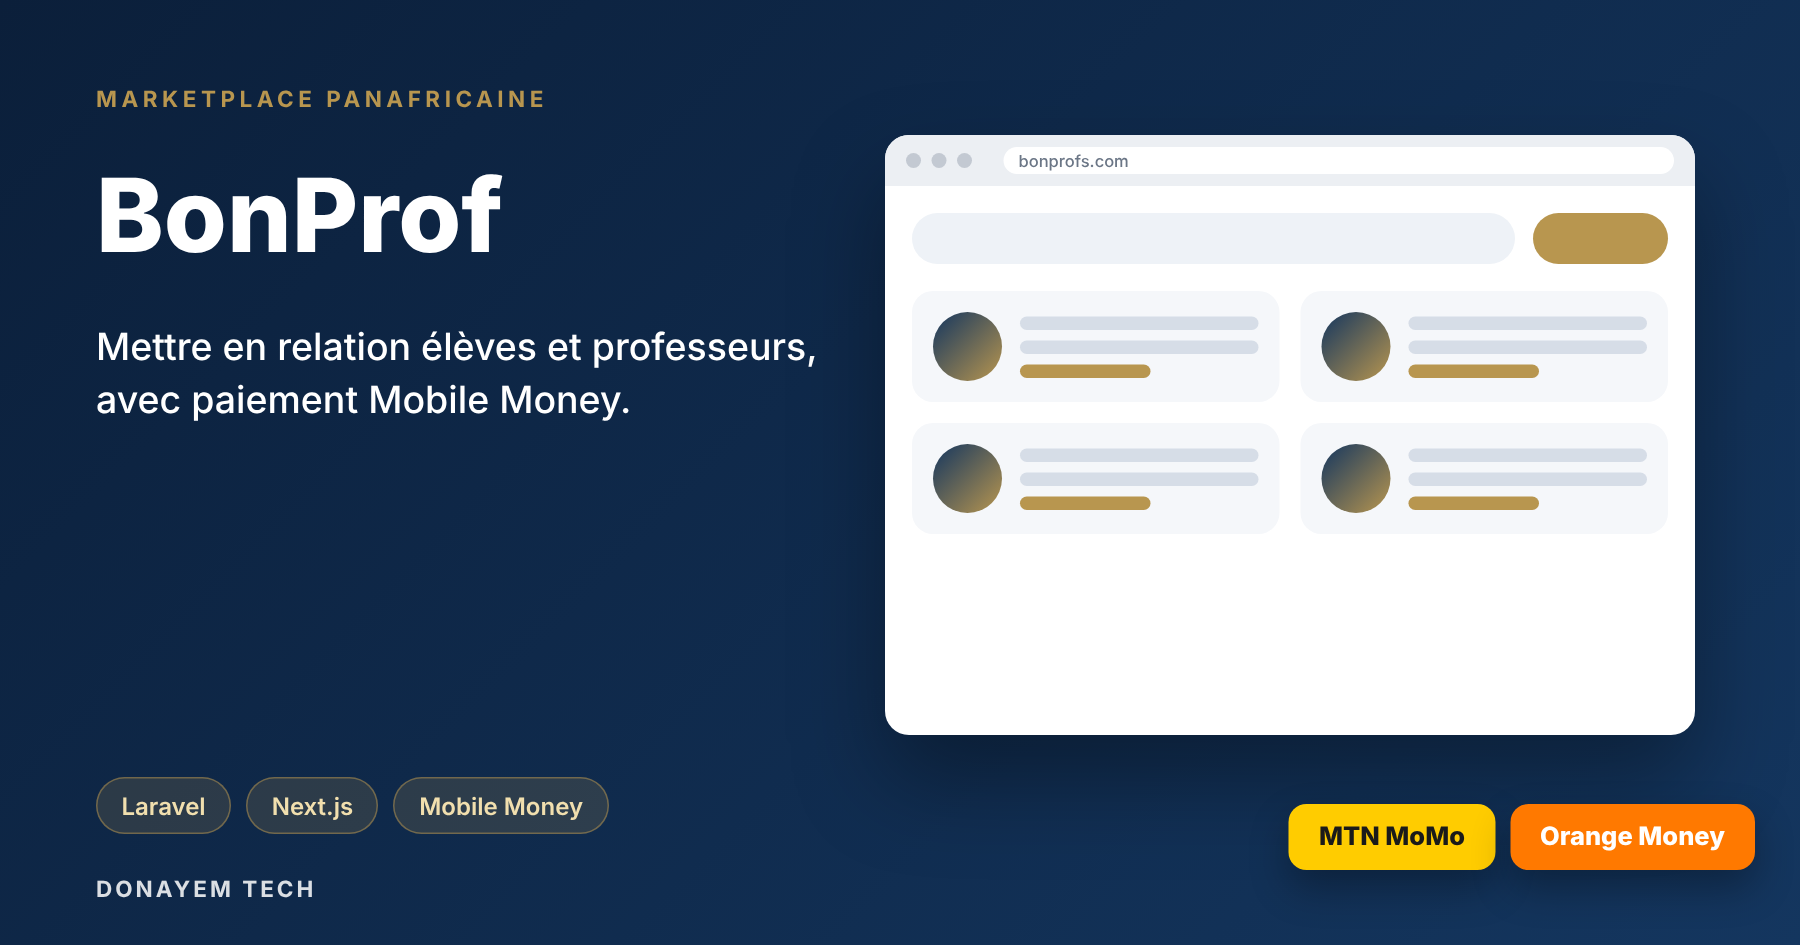 MARKETPLACE PANAFRICAINE
BonProf
Mettre en relation élèves et professeurs,
avec paiement Mobile Money.
bonprofs.com
Laravel
Next.js
Mobile Money
MTN MoMo
Orange Money
DONAYEM TECH